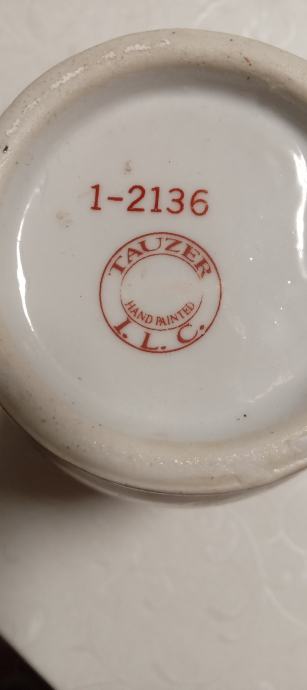 1-2136
TAUZER
HAND PAINTED
I. L. C.